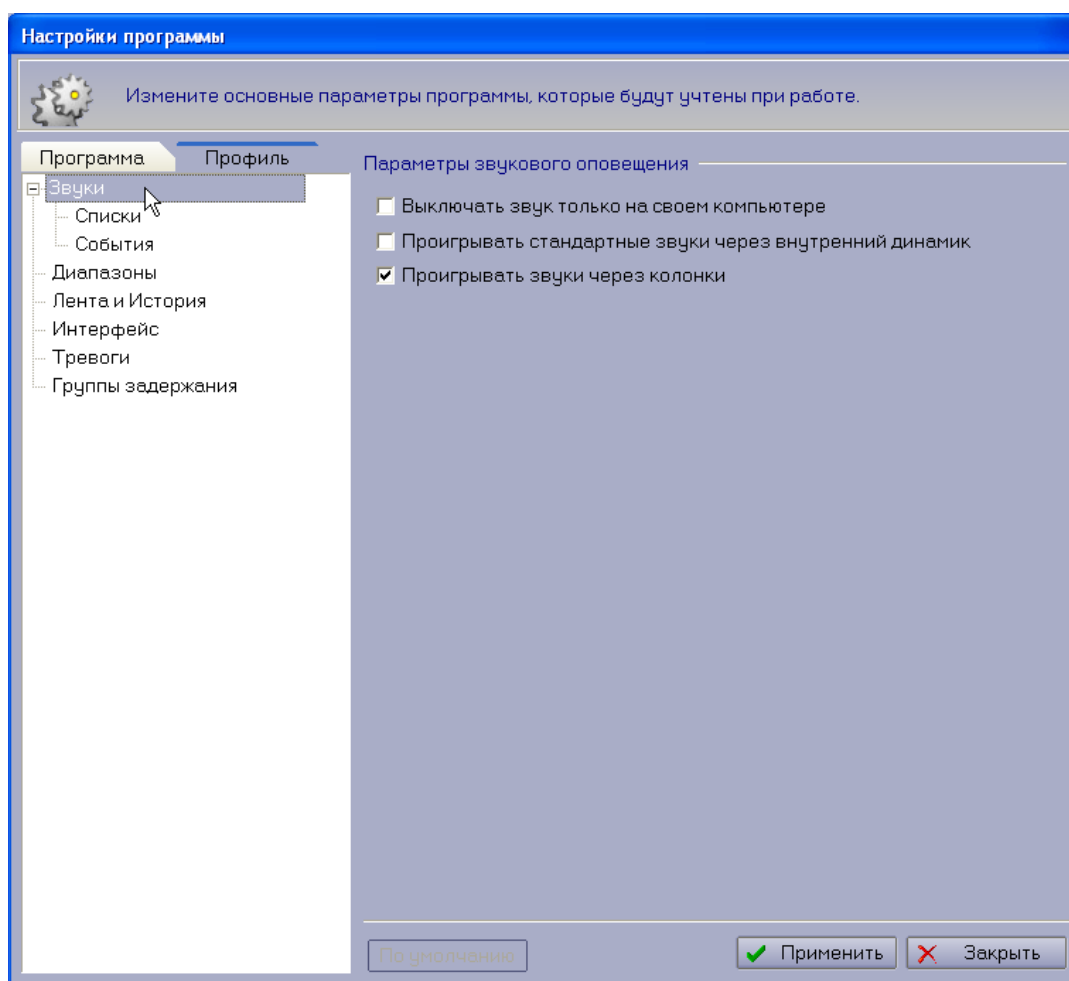 Настройки программы
Измените основные параметры программы, которые будут учтены при работе.
Программа Профиль
Звуки
Списки
События
Диапазоны
Лента и История
Интерфейс
Тревоги
Группы задержания
Параметры звукового оповещения
Выключать звук только на своем компьютере
Проигрывать стандартные звуки через внутренний динамик
Проигрывать звуки через колонки
По умолчанию Применить Закрыть